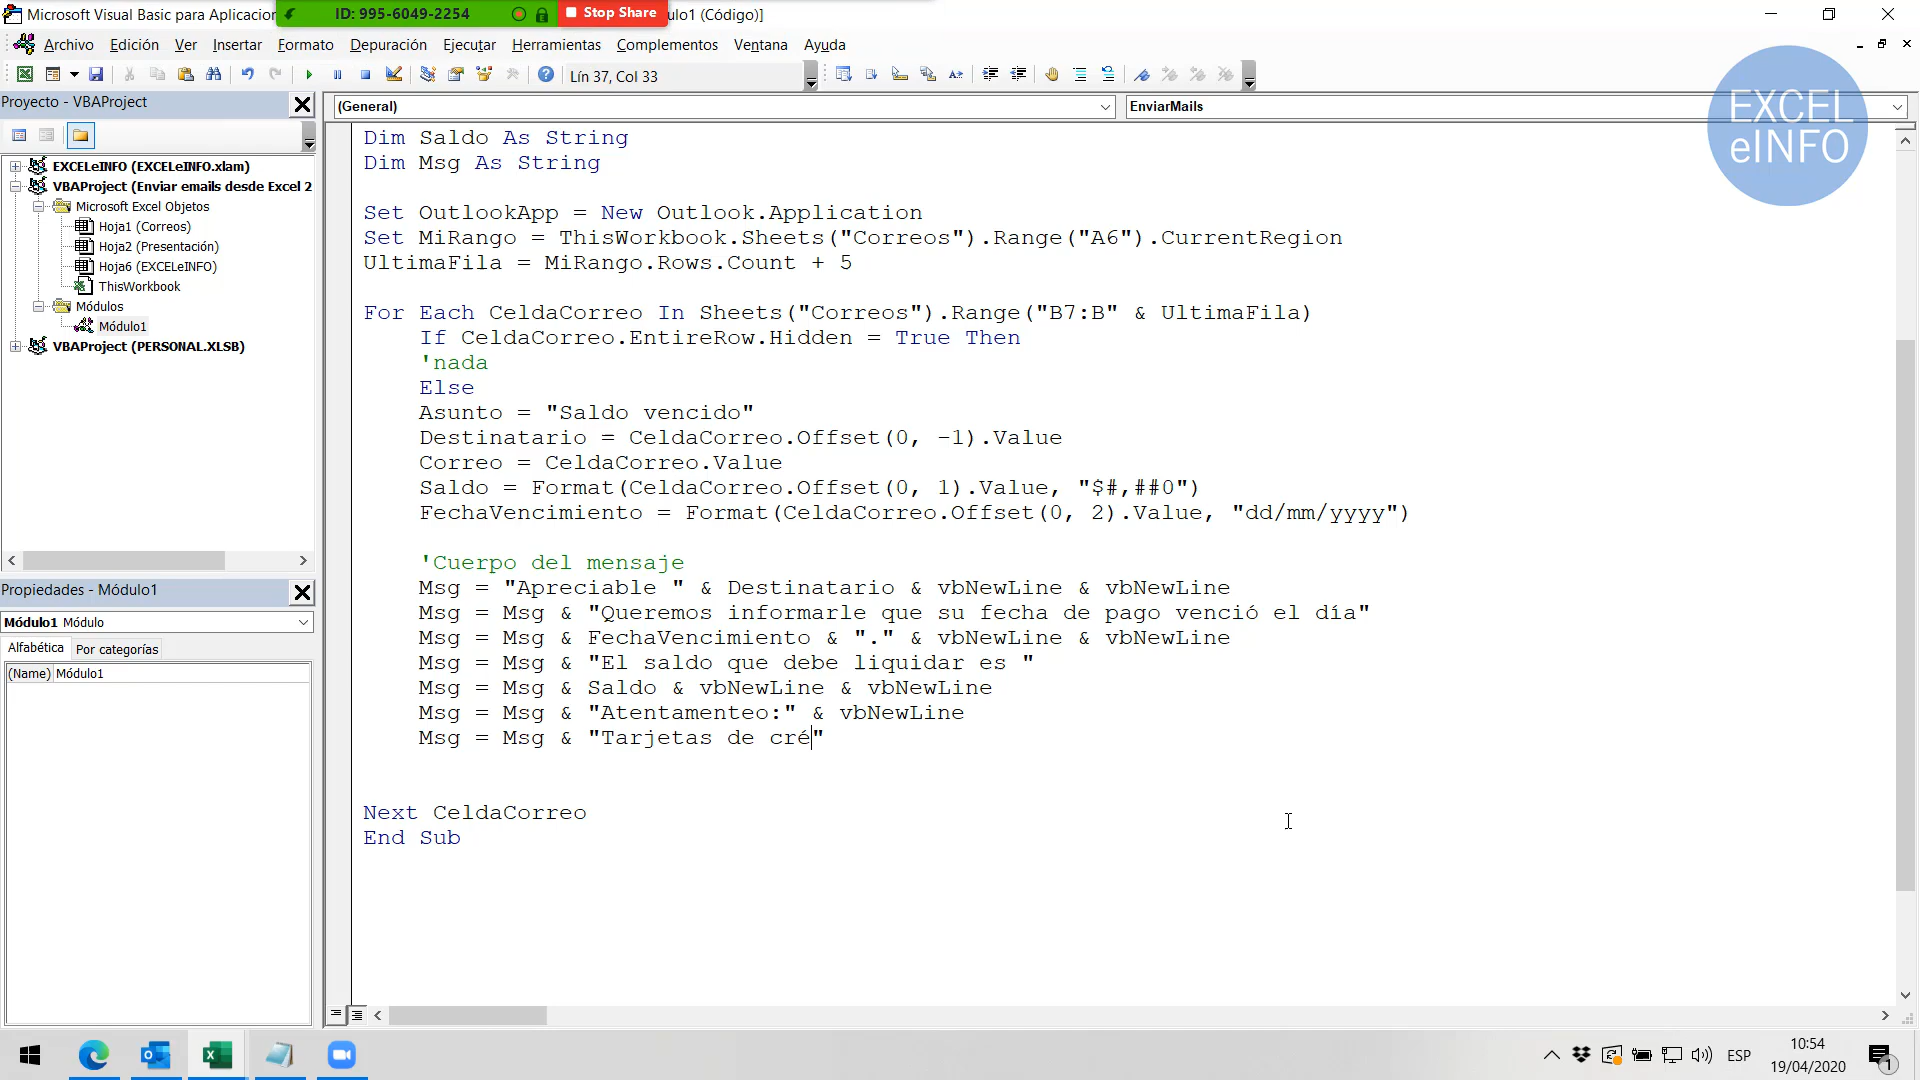 Microsoft Visual Basic para Aplicacion
ID: 995-6049-2254
Stop Share
ulo1 (Código)]
Archivo Edición Ver Insertar Formato Depuración Ejecutar Herramientas Complementos Ventana Ayuda
Lín 37, Col 33
EXCEL
eINFO
Proyecto - VBAProject
(General)
EnviarMails
EXCELeINFO (EXCELeINFO.xlam)
VBAProject (Enviar emails desde Excel 2
Microsoft Excel Objetos
Hoja1 (Correos)
Hoja2 (Presentación)
Hoja6 (EXCELeINFO)
ThisWorkbook
Módulos
Módulo1
VBAProject (PERSONAL.XLSB)
Propiedades - Módulo1
Módulo1 Módulo
Alfabética Por categorías
(Name) Módulo1
Dim Saldo As String
Dim Msg As String
Set OutlookApp = New Outlook.Application
Set MiRango = ThisWorkbook.Sheets("Correos").Range("A6").CurrentRegion
UltimaFila = MiRango.Rows.Count + 5
For Each CeldaCorreo In Sheets("Correos").Range("B7:B" & UltimaFila)
If CeldaCorreo.EntireRow.Hidden = True Then
'nada
Else
Asunto = "Saldo vencido"
Destinatario = CeldaCorreo.Offset(0, -1).Value
Correo = CeldaCorreo.Value
Saldo = Format(CeldaCorreo.Offset(0, 1).Value, "$#,##0")
FechaVencimiento = Format(CeldaCorreo.Offset(0, 2).Value, "dd/mm/yyyy")
'Cuerpo del mensaje
Msg = "Apreciable " & Destinatario & vbNewLine & vbNewLine
Msg = Msg & "Queremos informarle que su fecha de pago venció el día"
Msg = Msg & FechaVencimiento & "." & vbNewLine & vbNewLine
Msg = Msg & "El saldo que debe liquidar es "
Msg = Msg & Saldo & vbNewLine & vbNewLine
Msg = Msg & "Atentamenteo:" & vbNewLine
Msg = Msg & "Tarjetas de cré"
Next CeldaCorreo
End Sub
ESP
10:54
19/04/2020
1